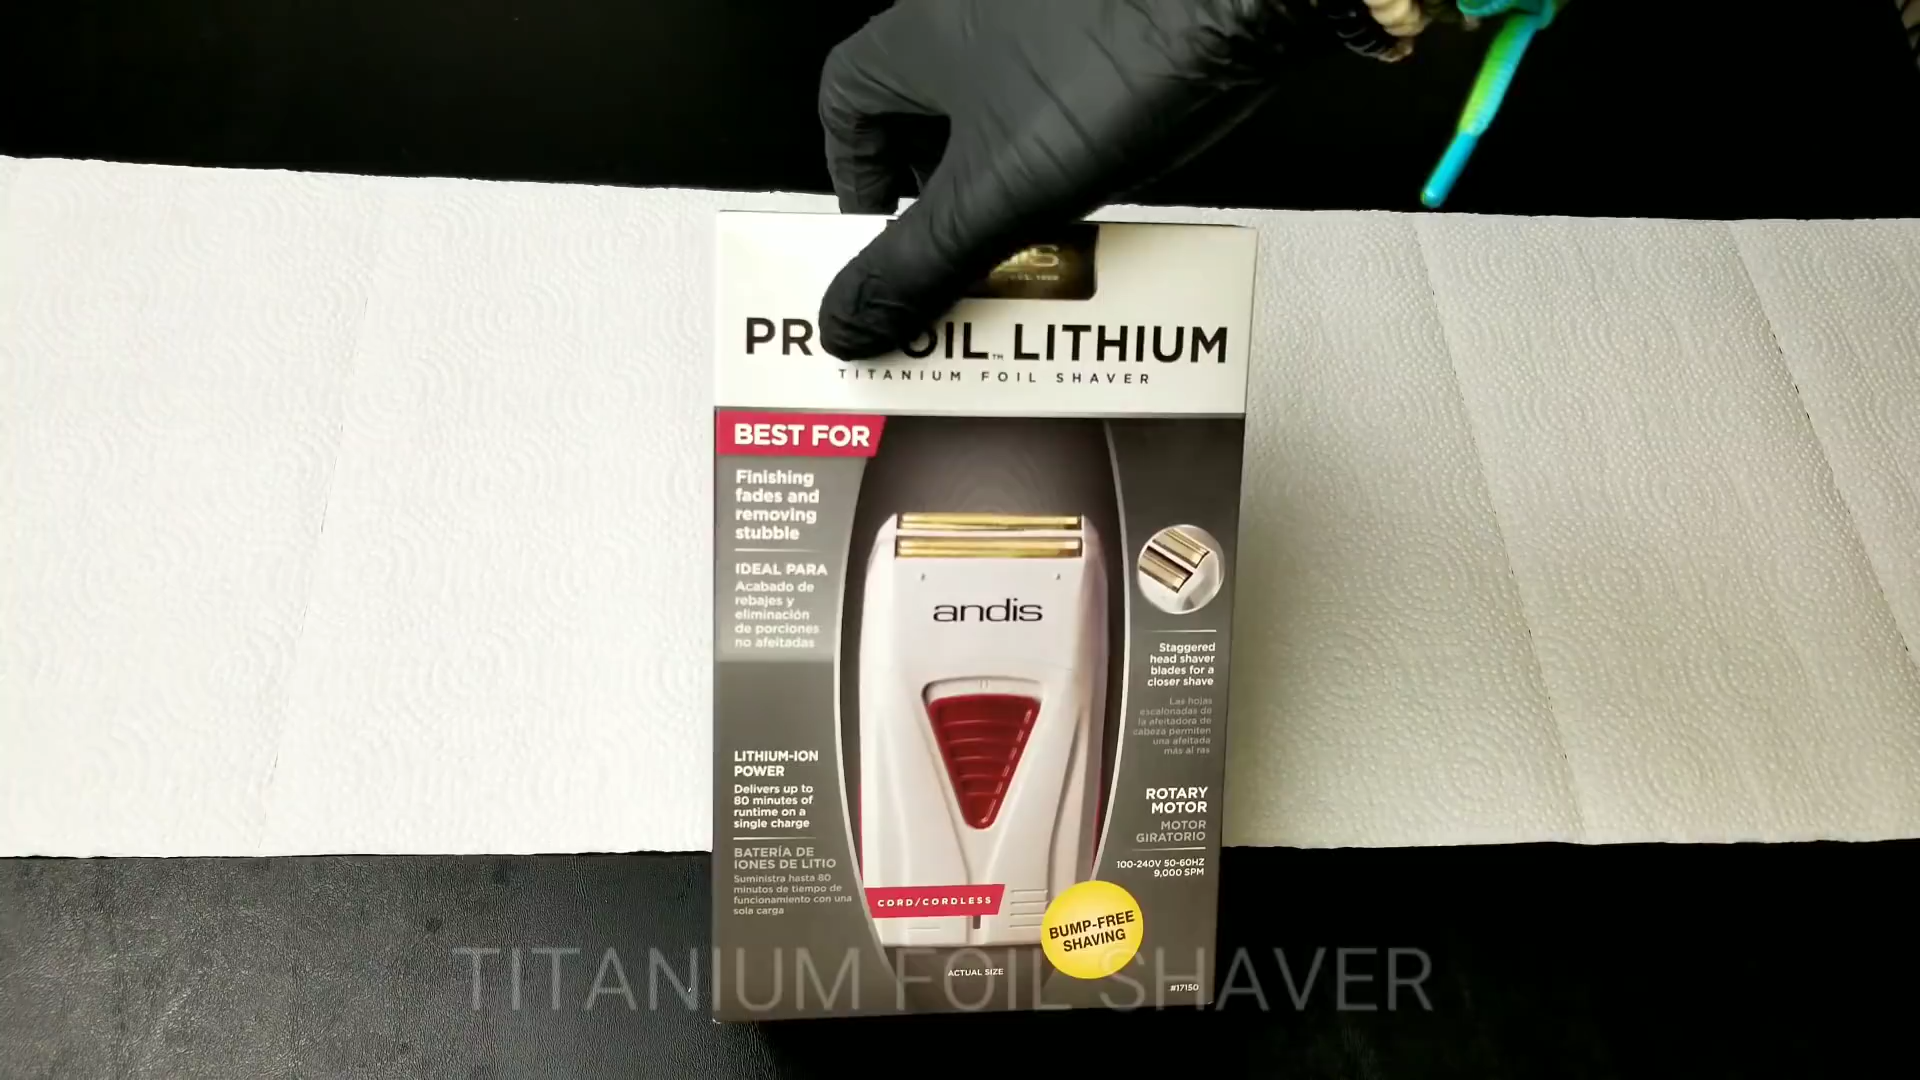 PRO FOIL™ LITHIUM
TITANIUM FOIL SHAVER
BEST FOR
Finishing
fades and
removing
stubble
IDEAL PARA
Acabado de
rebajes y
eliminación
de porciones
no afeitadas
andis
Staggered
head shaver
blades for a
closer shave
Las hojas
escalonadas de
la afeitadora de
cabeza permiten
una afeitada
más al ras
LITHIUM-ION
POWER
Delivers up to
80 minutes of
runtime on a
single charge
BATERÍA DE
IONES DE LITIO
Suministra hasta 80
minutos de tiempo de
funcionamiento con una
sola carga
ROTARY
MOTOR
MOTOR
GIRATORIO
100-240V 50-60HZ
9,000 SPM
CORD/CORDLESS
BUMP-FREE
SHAVING
ACTUAL SIZE
#17150
TITANIUM FOIL SHAVER